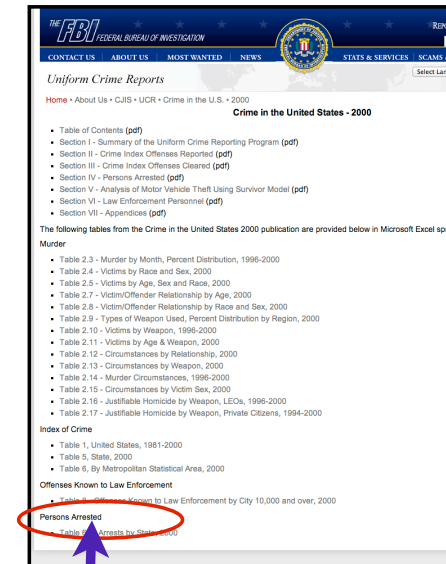 THE FBI FEDERAL BUREAU OF INVESTIGATION
CONTACT US ABOUT US MOST WANTED NEWS STATS & SERVICES SCAMS
Uniform Crime Reports
Home • About Us • CJIS • UCR • Crime in the U.S. • 2000
Crime in the United States - 2000
Table of Contents (pdf)
Section I - Summary of the Uniform Crime Reporting Program (pdf)
Section II - Crime Index Offenses Reported (pdf)
Section III - Crime Index Offenses Cleared (pdf)
Section IV - Persons Arrested (pdf)
Section V - Analysis of Motor Vehicle Theft Using Survivor Model (pdf)
Section VI - Law Enforcement Personnel (pdf)
Section VII - Appendices (pdf)
The following tables from the Crime in the United States 2000 publication are provided below in Microsoft Excel
Murder
Table 2.3 - Murder by Month, Percent Distribution, 1996-2000
Table 2.4 - Victims by Race and Sex, 2000
Table 2.5 - Victims by Age, Sex and Race, 2000
Table 2.7 - Victim/Offender Relationship by Age, 2000
Table 2.8 - Victim/Offender Relationship by Race and Sex, 2000
Table 2.9 - Types of Weapon Used, Percent Distribution by Region, 2000
Table 2.10 - Victims by Weapon, 1996-2000
Table 2.11 - Victims by Age & Weapon, 2000
Table 2.12 - Circumstances by Relationship, 2000
Table 2.13 - Circumstances by Weapon, 2000
Table 2.14 - Murder Circumstances, 1996-2000
Table 2.15 - Circumstances by Victim Sex, 2000
Table 2.16 - Justifiable Homicide by Weapon, LEOs, 1996-2000
Table 2.17 - Justifiable Homicide by Weapon, Private Citizens, 1994-2000
Index of Crime
Table 1, United States, 1981-2000
Table 5, State, 2000
Table 6, By Metropolitan Statistical Area, 2000
Offenses Known to Law Enforcement
Table - Offenses Known to Law Enforcement by City 10,000 and over, 2000
Persons Arrested
Table Arrests by State, 2000